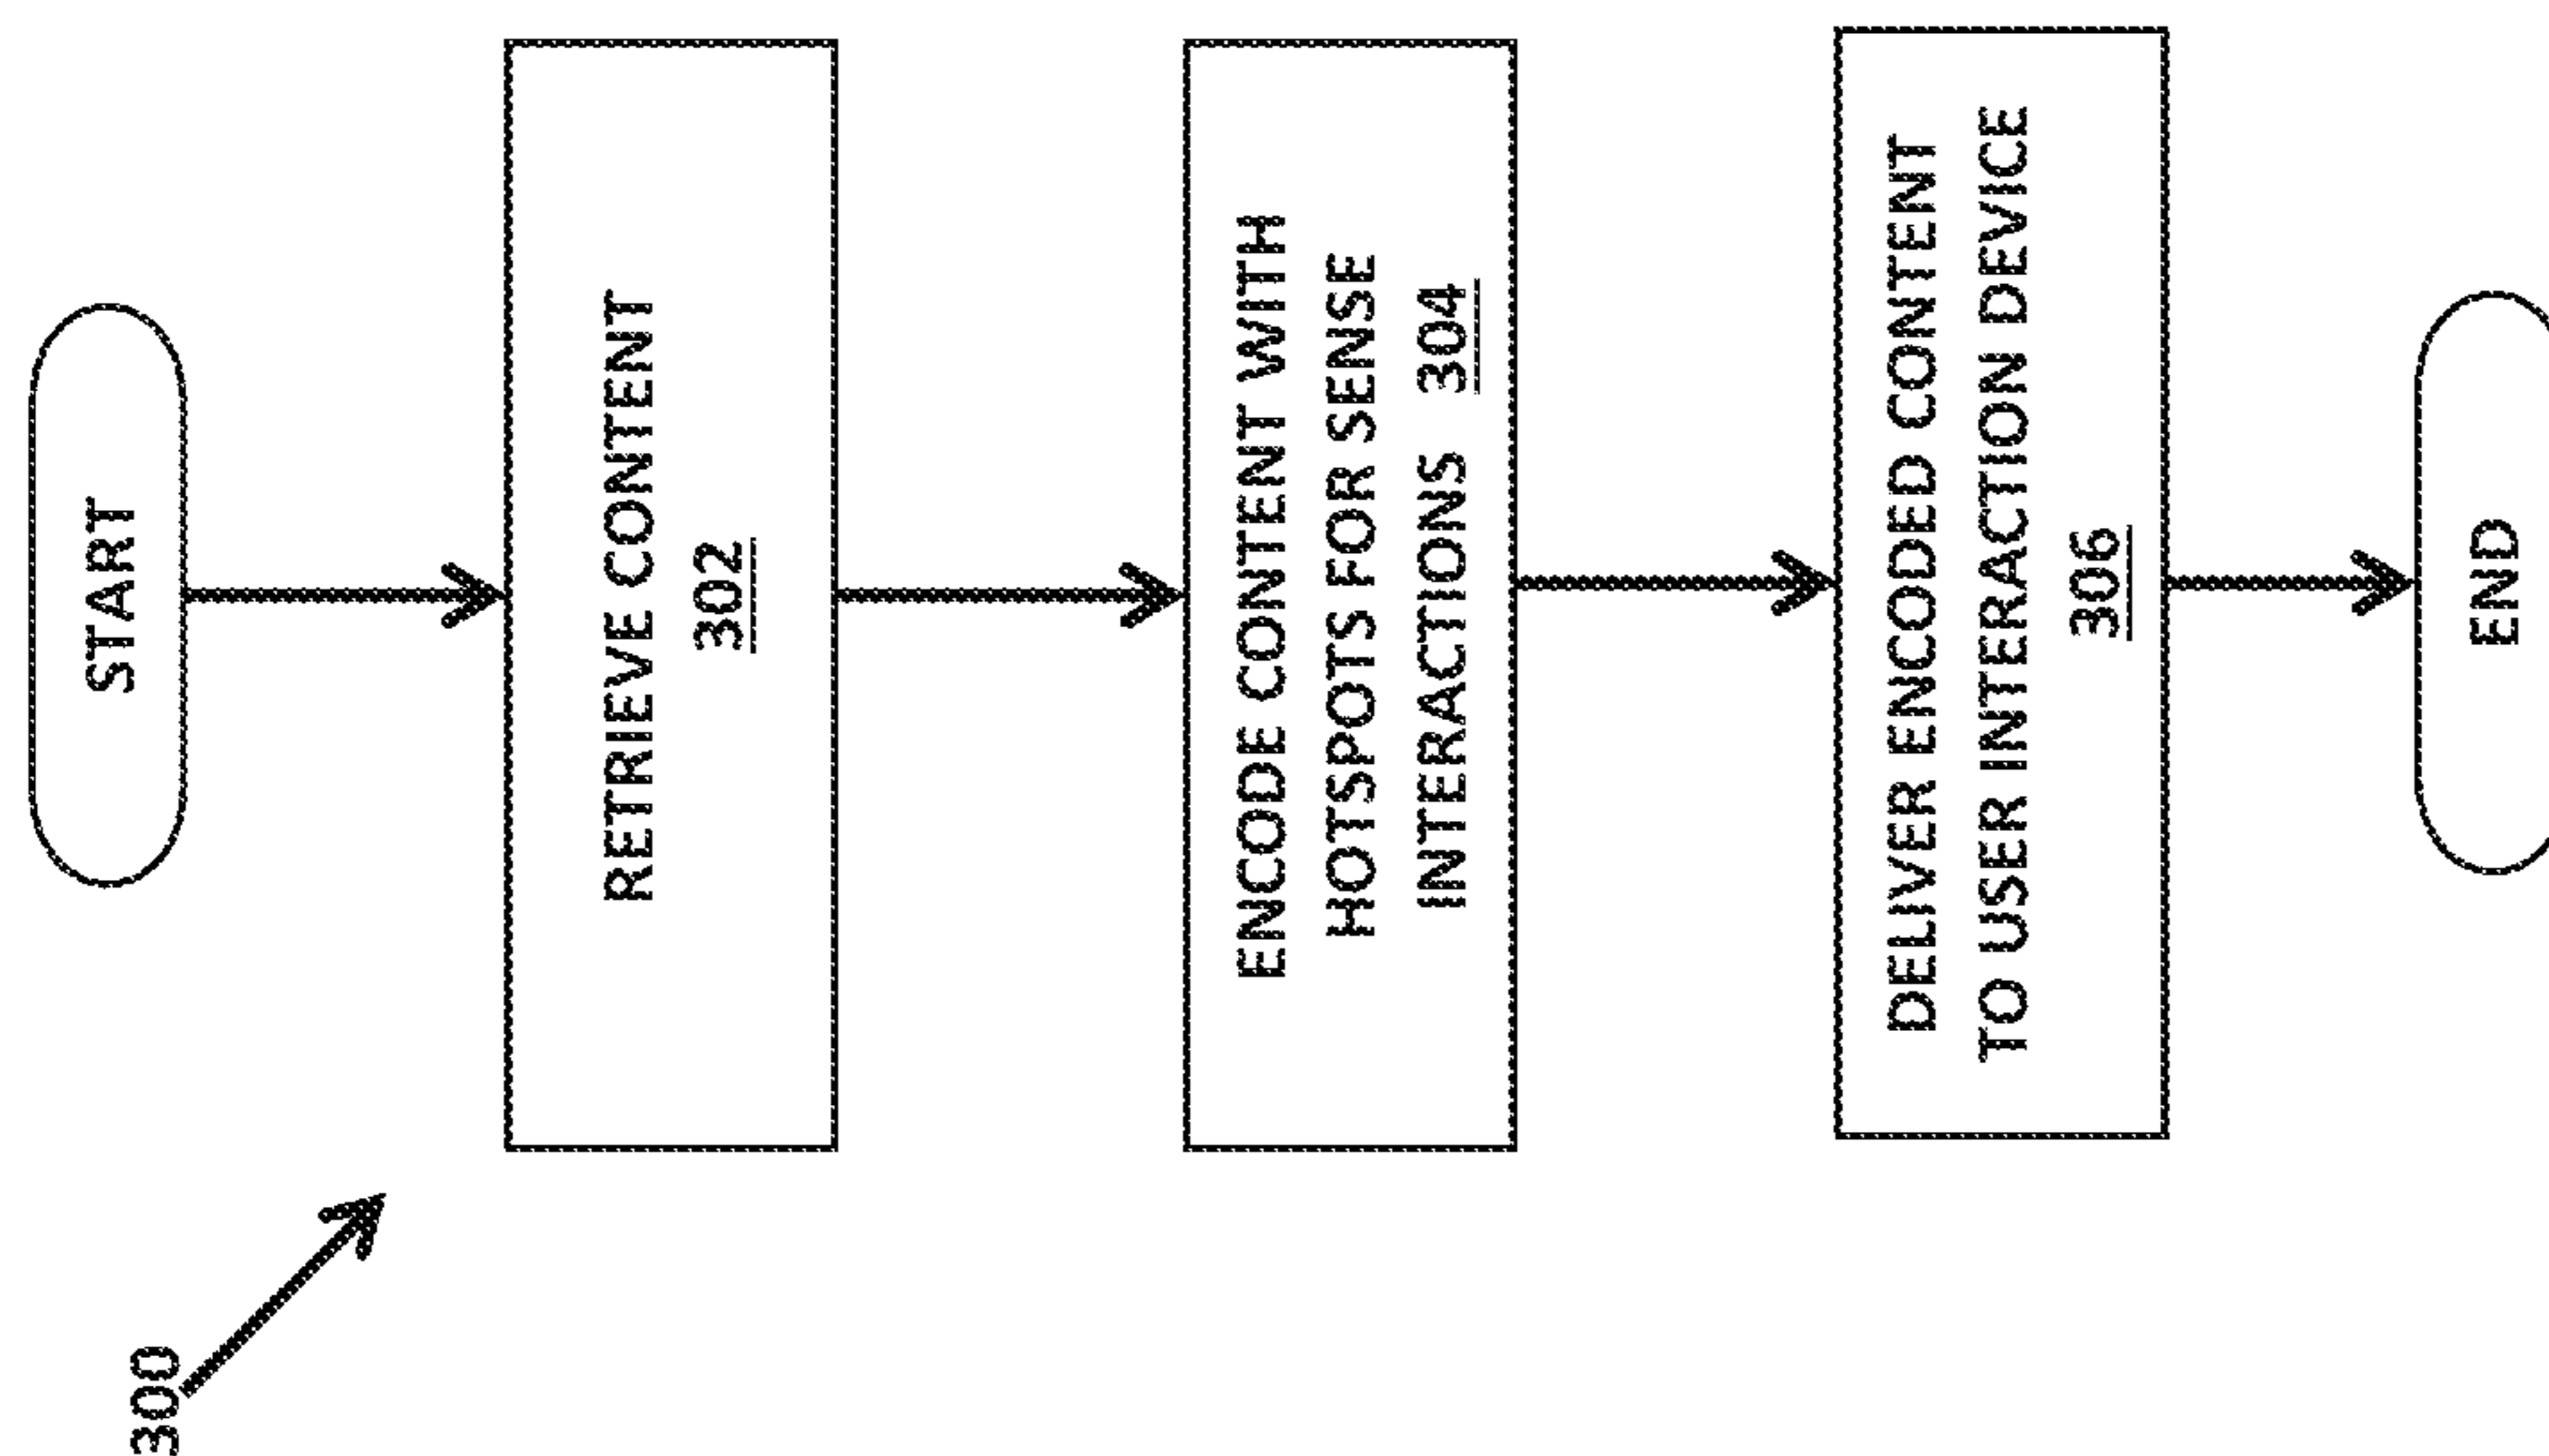 300
START
RETRIEVE CONTENT
302
ENCODE CONTENT WITH
HOTSPOTS FOR SENSE
INTERACTIONS 304
DELIVER ENCODED CONTENT
TO USER INTERACTION DEVICE
306
END